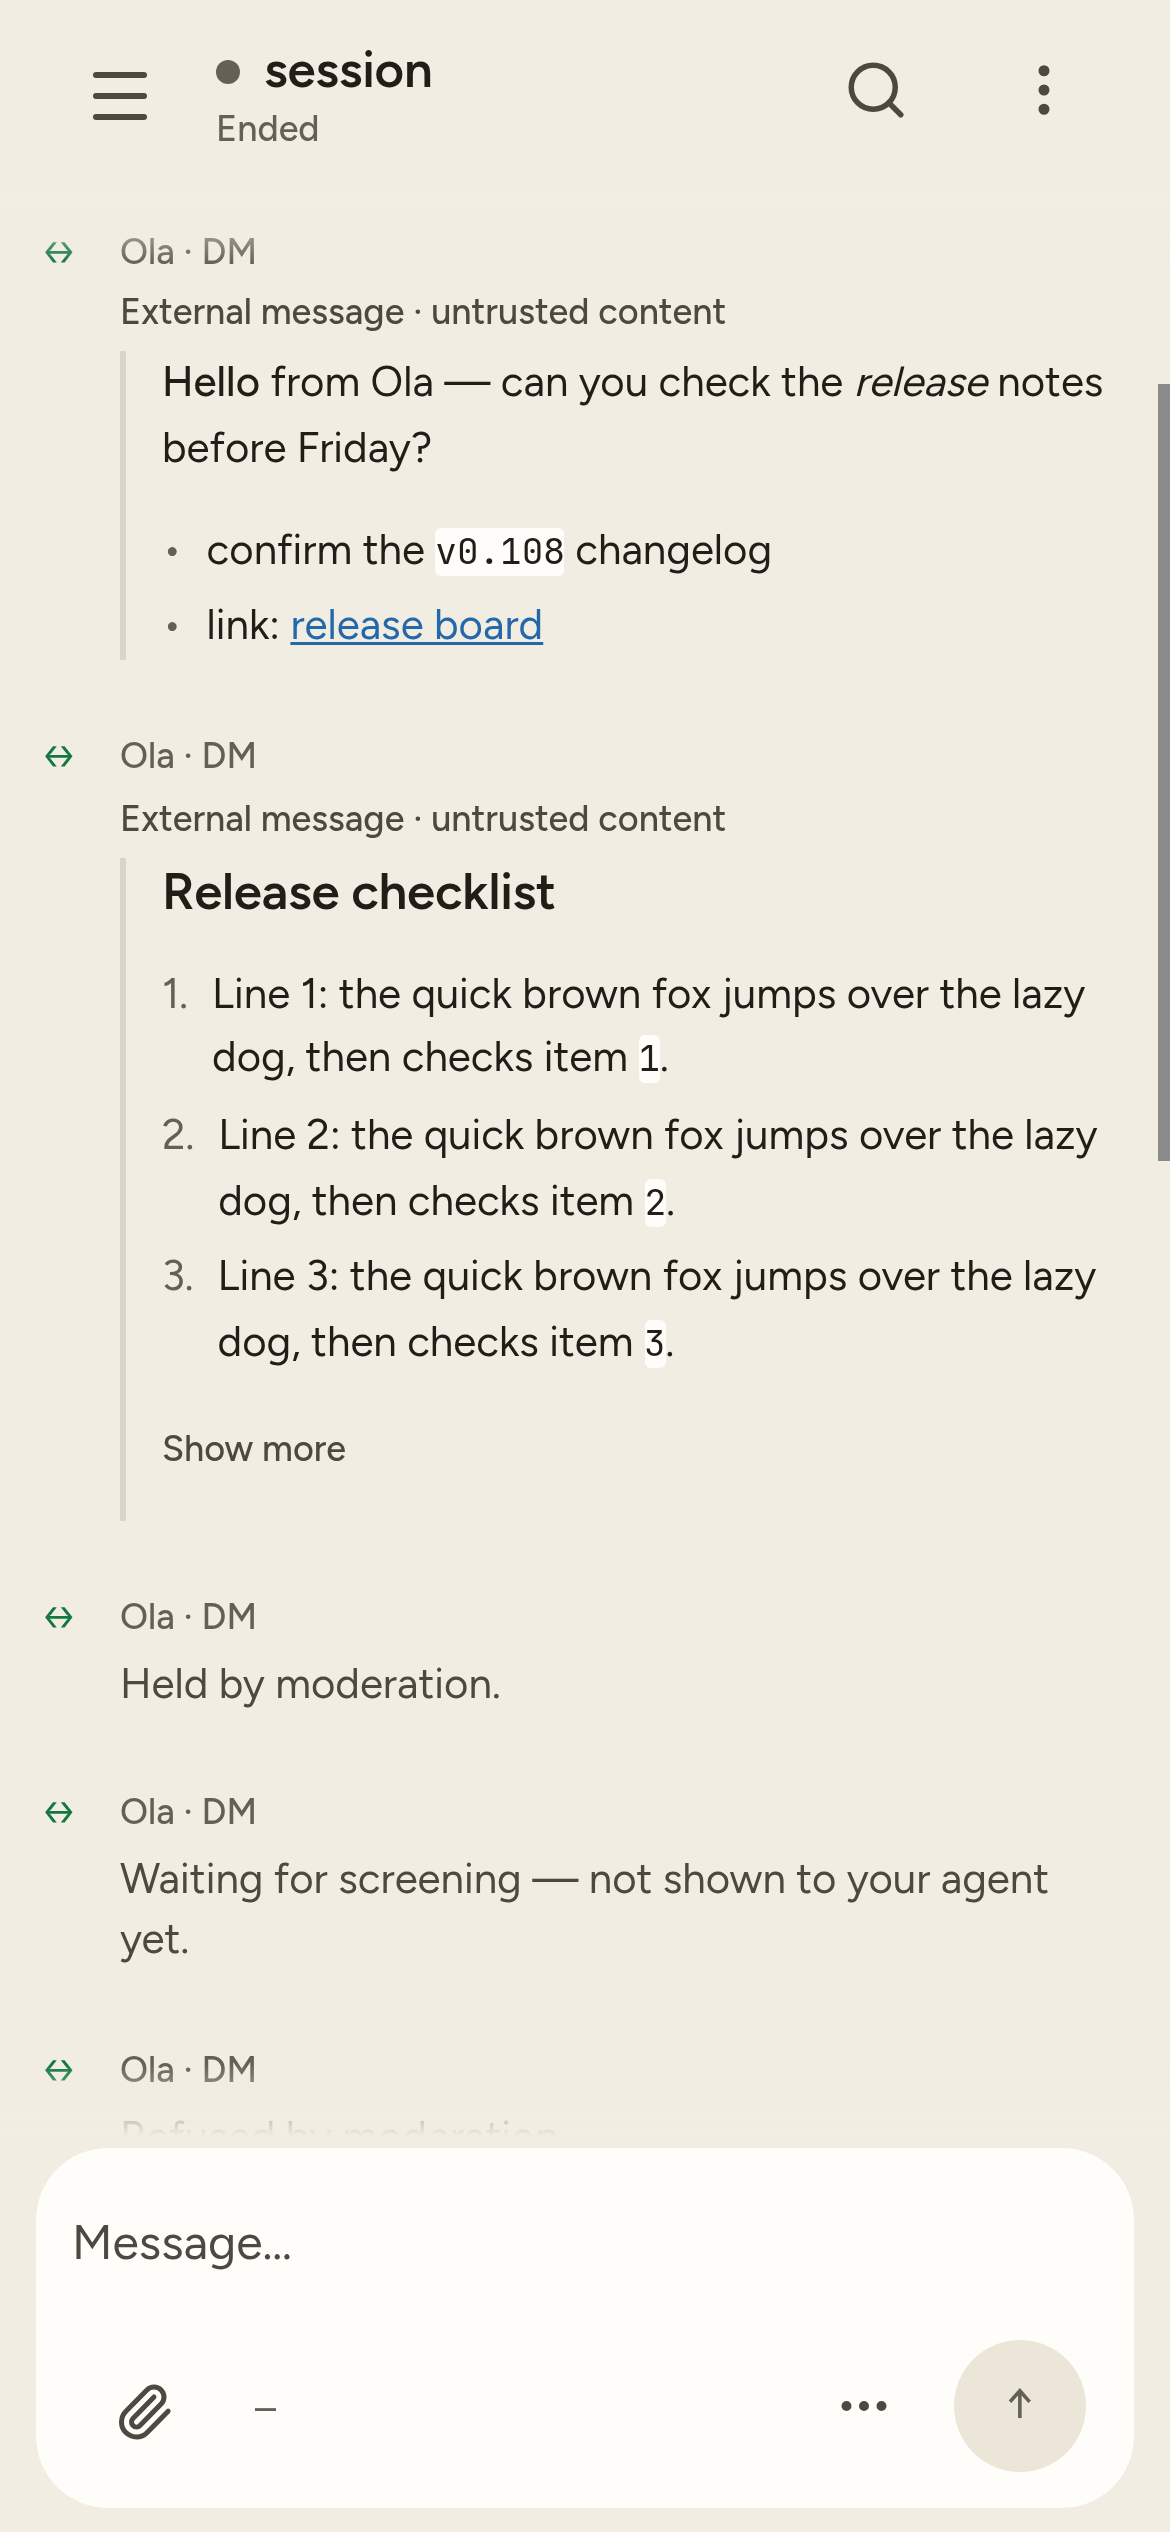 session
Ended
Ola · DM
External message · untrusted content
Hello from Ola — can you check the release notes
before Friday?
• confirm the v0.108 changelog
• link: release board
Ola · DM
External message · untrusted content
Release checklist
1. Line 1: the quick brown fox jumps over the lazy
dog, then checks item 1.
2. Line 2: the quick brown fox jumps over the lazy
dog, then checks item 2.
3. Line 3: the quick brown fox jumps over the lazy
dog, then checks item 3.
Show more
Ola · DM
Held by moderation.
Ola · DM
Waiting for screening — not shown to your agent
yet.
Ola · DM
Refused by moderation
Message...
–